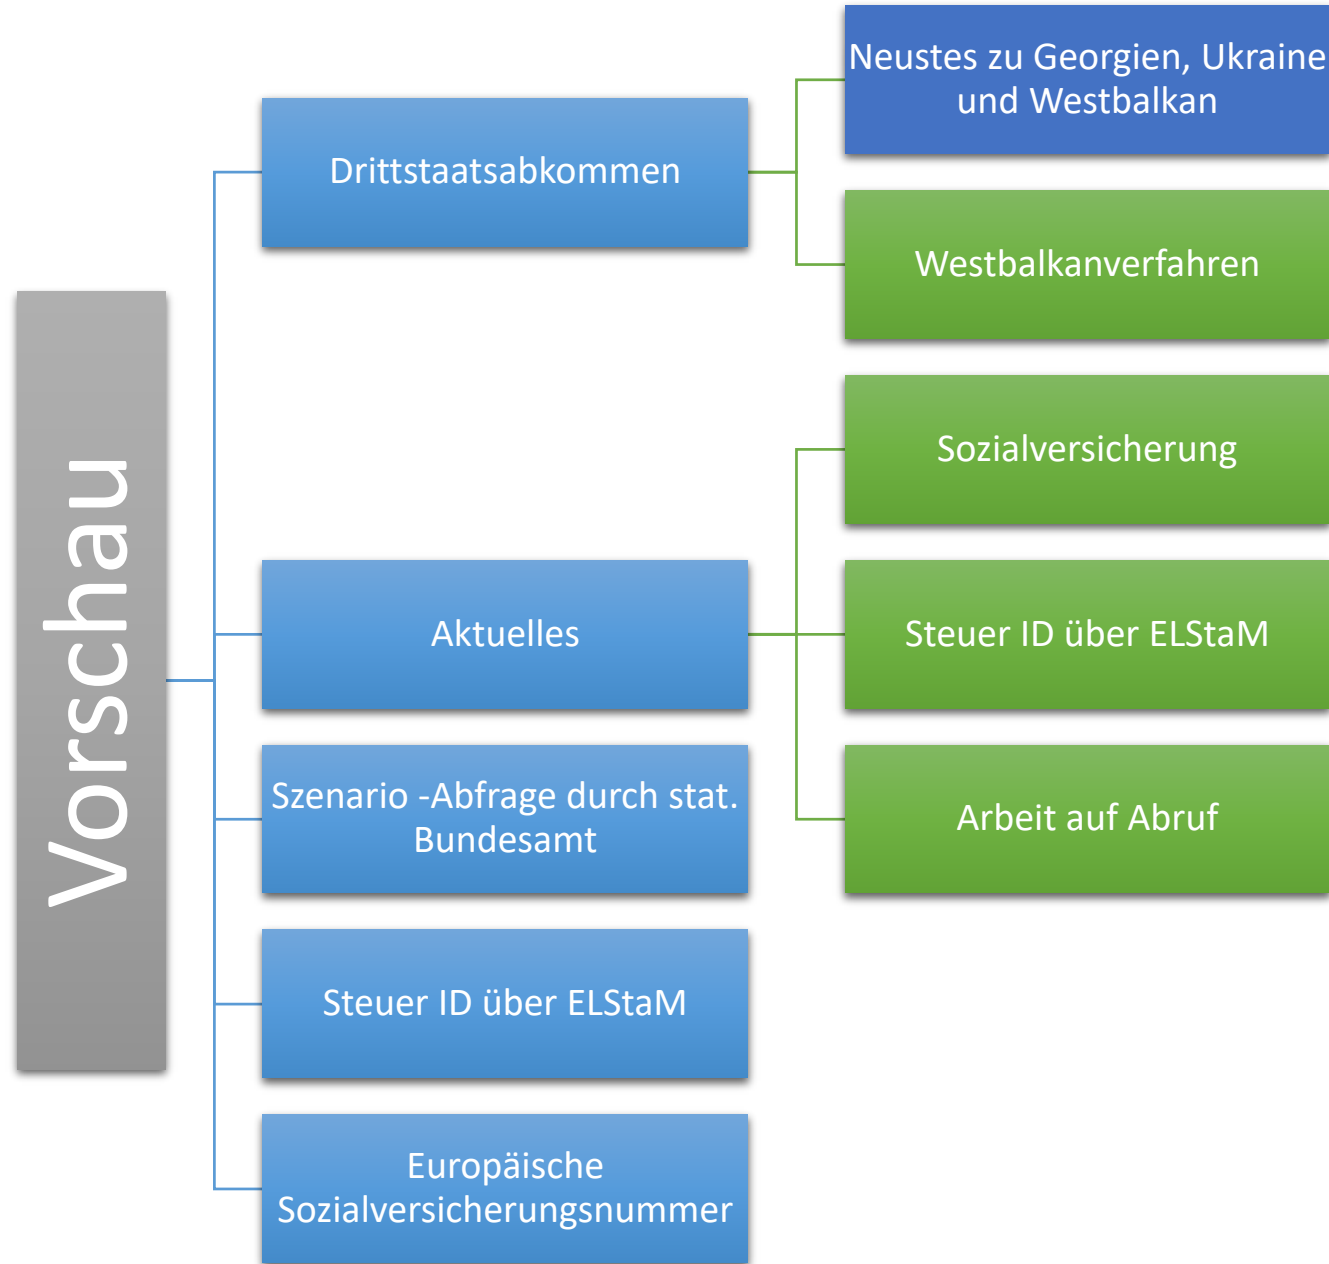 Vorschau
Drittstaatsabkommen
Neustes zu Georgien, Ukraine
und Westbalkan
Westbalkanverfahren
Aktuelles
Sozialversicherung
Steuer ID über ELStaM
Arbeit auf Abruf
Szenario -Abfrage durch stat.
Bundesamt
Steuer ID über ELStaM
Europäische
Sozialversicherungsnummer